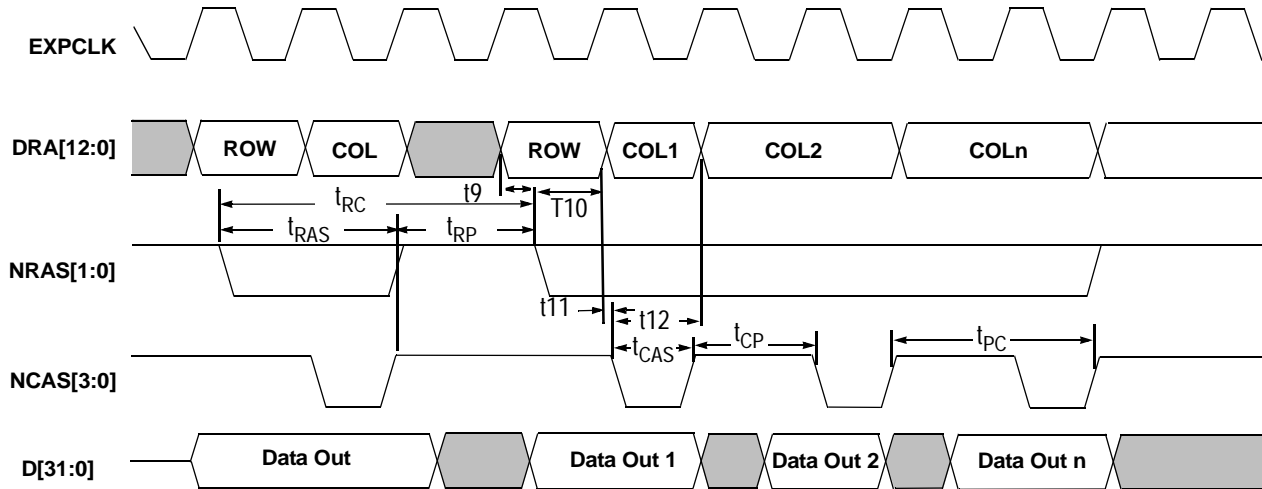 EXPCLK
DRA[12:0]
ROW
COL
ROW
COL1
COL2
COLn
t9
T10
tRC
tRAS
tRP
NRAS[1:0]
t11
t12
tCAS
tCP
tPC
NCAS[3:0]
D[31:0]
Data Out
Data Out 1
Data Out 2
Data Out n